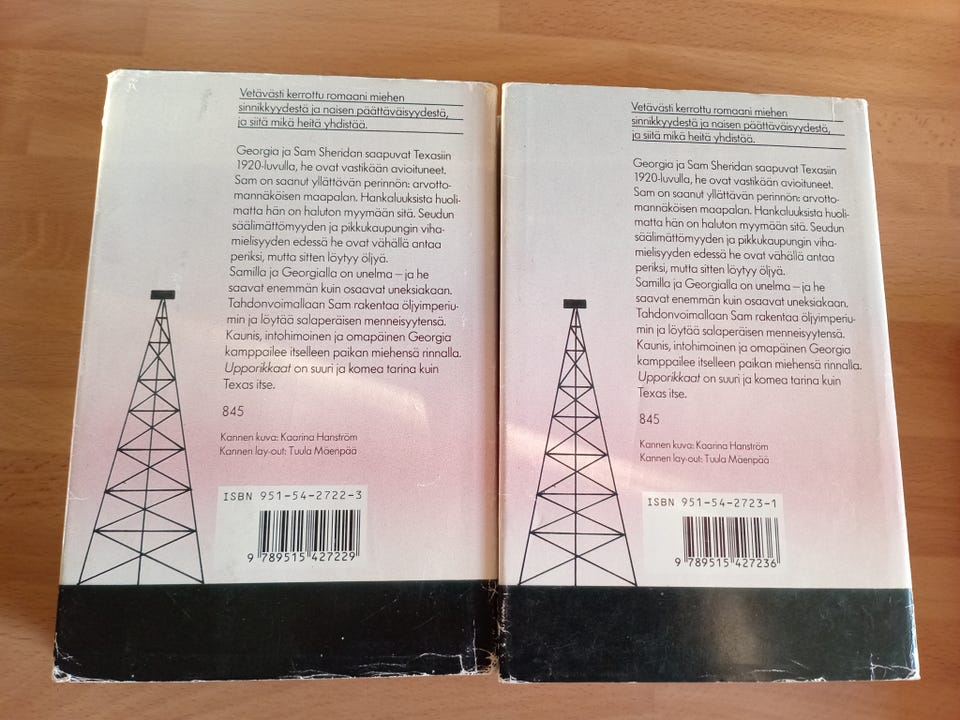 Vetävästi kerrottu romaani miehen
sinnikkyydestä ja naisen päättäväisyydestä,
ja siitä mikä heitä yhdistää.
Georgia ja Sam Sheridan saapuvat Texasiin
1920-luvulla, he ovat vastikään avioituneet.
Sam on saanut yllättävän perinnön: arvotto-
mannäköisen maapalan. Hankaluuksista huoli-
matta hän on haluton myymään sitä. Seudun
säälimättömyyden ja pikkukaupungin viha-
mielisyyden edessä he ovat vähällä antaa
periksi, mutta sitten löytyy öljyä.
Samilla ja Georgialla on unelma – ja he
saavat enemmän kuin osaavat uneksiakaan.
Tahdonvoimallaan Sam rakentaa öljyimperiu-
min ja löytää salaperäisen menneisyytensä.
Kaunis, intohimoinen ja omapäinen Georgia
kamppailee itselleen paikan miehensä rinnalla.
Upporikkaat on suuri ja komea tarina kuin
Texas itse.
845
Kannen kuva: Kaarina Hanström
Kannen lay-out: Tuula Mäenpää
ISBN 951-54-2722-3
9 789515 427229
Vetävästi kerrottu romaani miehen
sinnikkyydestä ja naisen päättäväisyydestä,
ja siitä mikä heitä yhdistää.
Georgia ja Sam Sheridan saapuvat Texasiin
1920-luvulla, he ovat vastikään avioituneet.
Sam on saanut yllättävän perinnön: arvotto-
mannäköisen maapalan. Hankaluuksista huoli-
matta hän on haluton myymään sitä. Seudun
säälimättömyyden ja pikkukaupungin viha-
mielisyyden edessä he ovat vähällä antaa
periksi, mutta sitten löytyy öljyä.
Samilla ja Georgialla on unelma – ja he
saavat enemmän kuin osaavat uneksiakaan.
Tahdonvoimallaan Sam rakentaa öljyimperiu-
min ja löytää salaperäisen menneisyytensä.
Kaunis, intohimoinen ja omapäinen Georgia
kamppailee itselleen paikan miehensä rinnalla.
Upporikkaat on suuri ja komea tarina kuin
Texas itse.
845
Kannen kuva: Kaarina Hanström
Kannen lay-out: Tuula Mäenpää
ISBN 951-54-2723-1
9 789515 427236